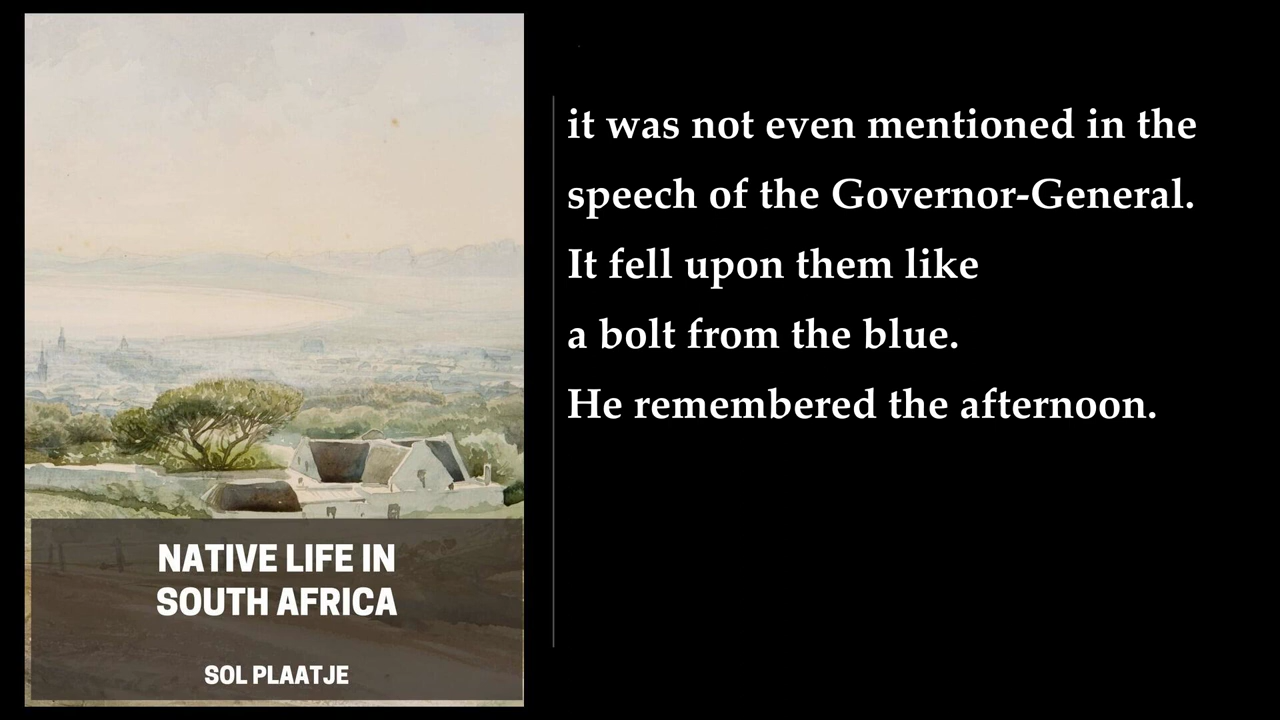 NATIVE LIFE IN
SOUTH AFRICA
SOL PLAATJE
it was not even mentioned in the
speech of the Governor-General.
It fell upon them like
a bolt from the blue.
He remembered the afternoon.